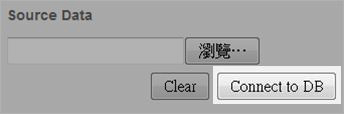 Source Data
瀏覽…
Clear Connect to DB